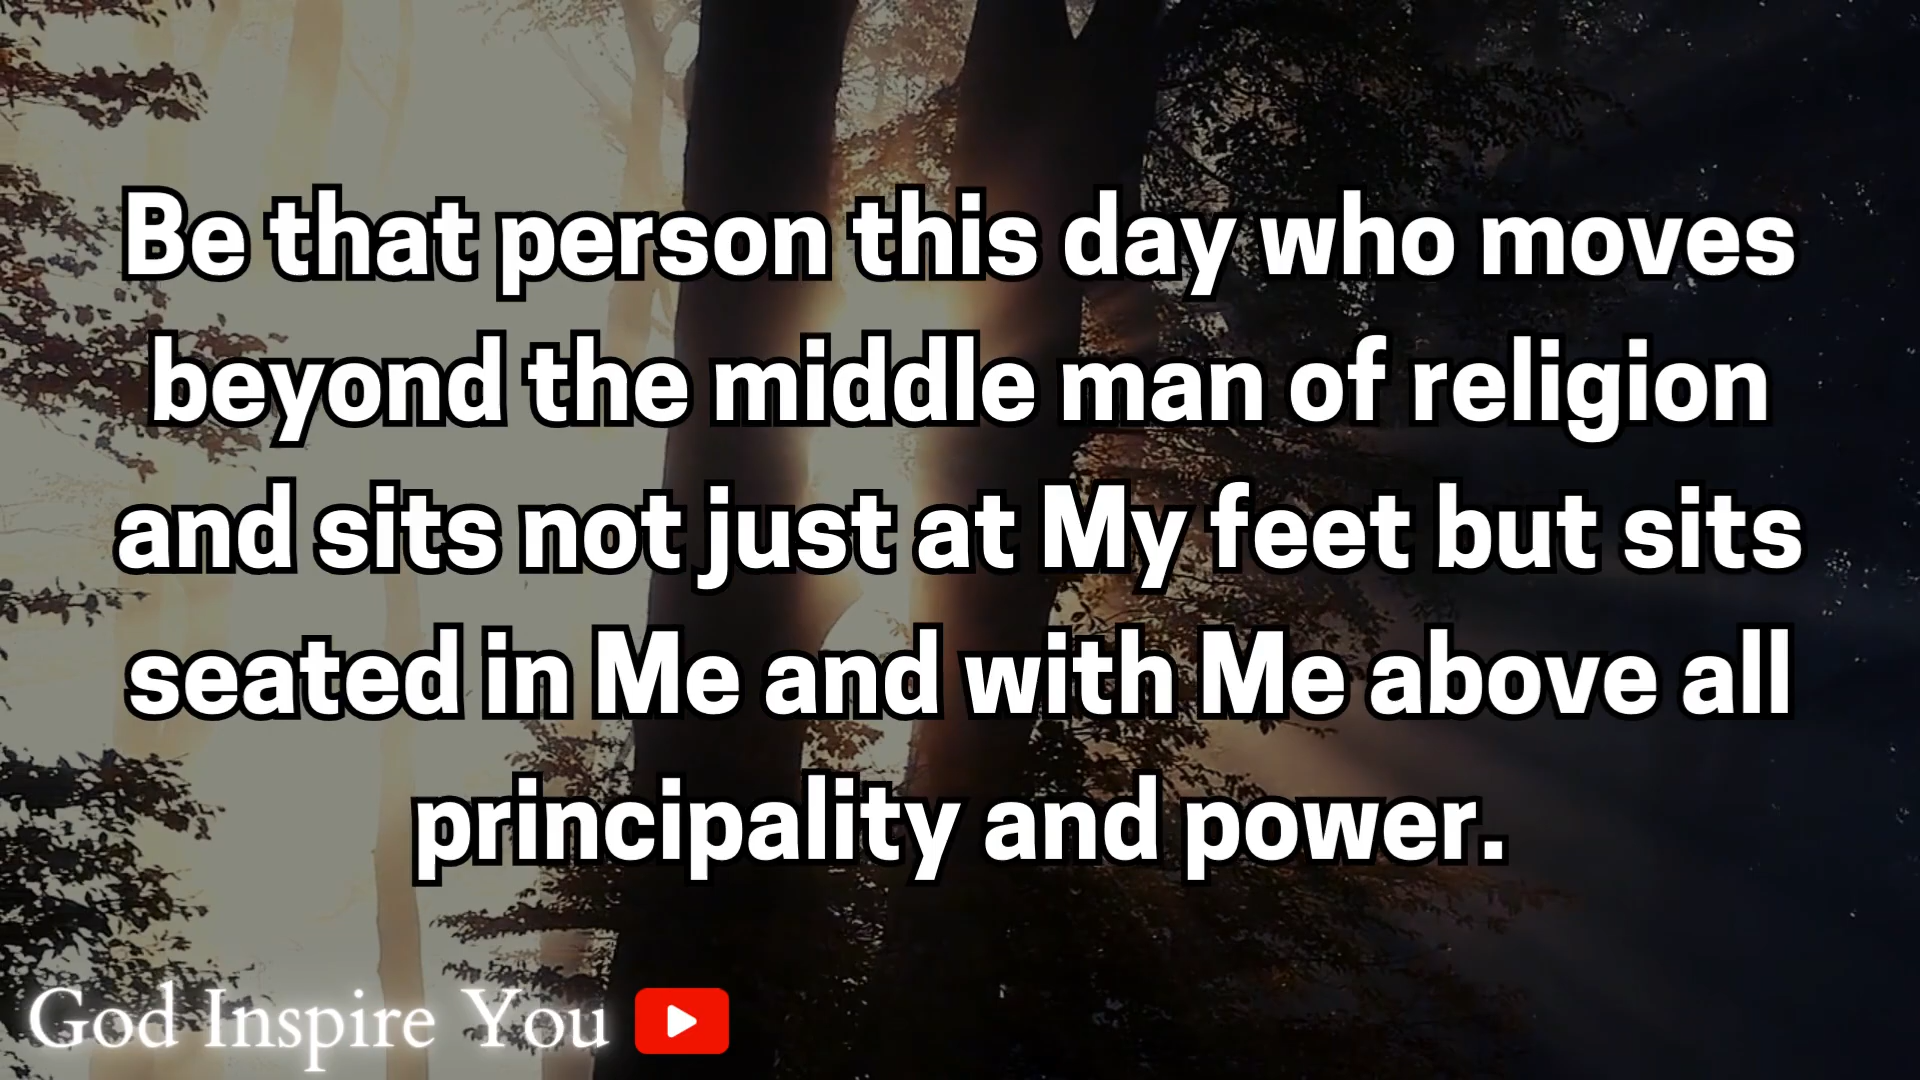 Be that person this day who moves
beyond the middle man of religion
and sits not just at My feet but sits
seated in Me and with Me above all
principality and power.
God Inspire You